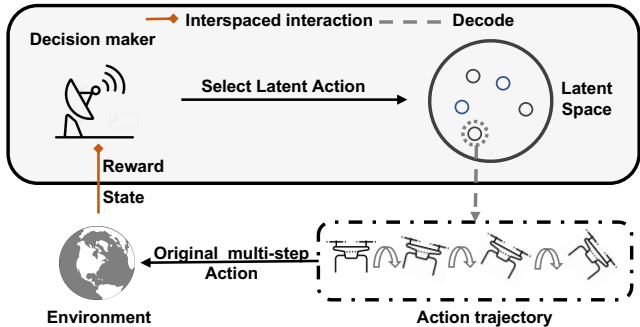 Interspaced interaction
Decode
Decision maker
Select Latent Action
Latent
Space
Reward
State
Original multi-step
Action
Environment
Action trajectory